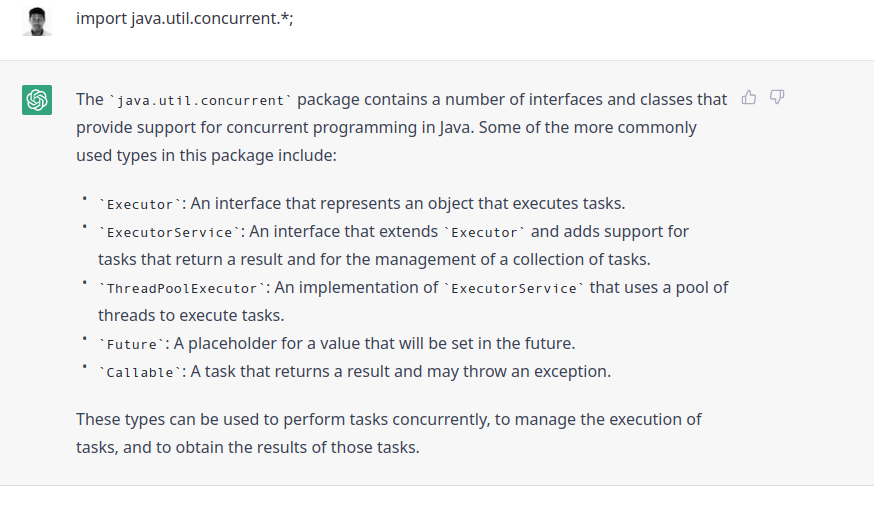 import java.util.concurrent.*;
The `java.util.concurrent` package contains a number of interfaces and classes that
provide support for concurrent programming in Java. Some of the more commonly
used types in this package include:
• `Executor`: An interface that represents an object that executes tasks.
• `ExecutorService`: An interface that extends `Executor` and adds support for
tasks that return a result and for the management of a collection of tasks.
• `ThreadPoolExecutor`: An implementation of `ExecutorService` that uses a pool of
threads to execute tasks.
• `Future`: A placeholder for a value that will be set in the future.
• `Callable`: A task that returns a result and may throw an exception.
These types can be used to perform tasks concurrently, to manage the execution of
tasks, and to obtain the results of those tasks.